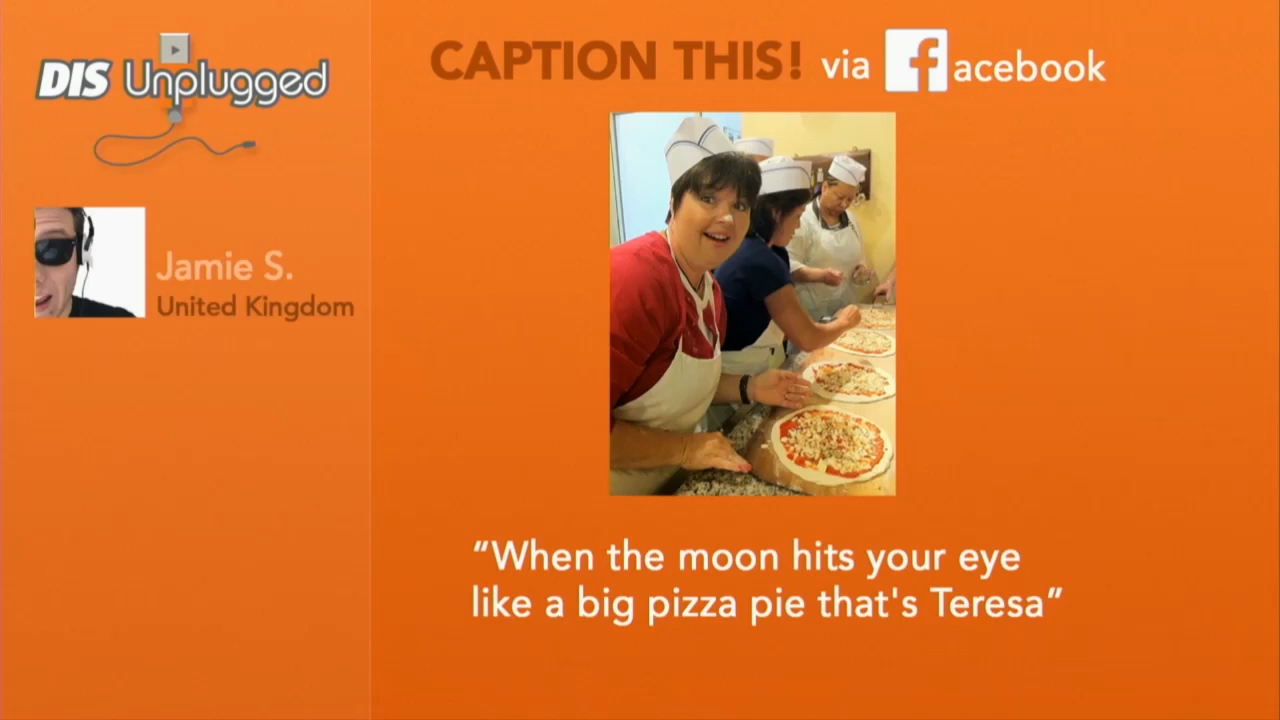 DIS Unplugged
CAPTION THIS! via facebook
Jamie S.
United Kingdom
“When the moon hits your eye
like a big pizza pie that's Teresa”